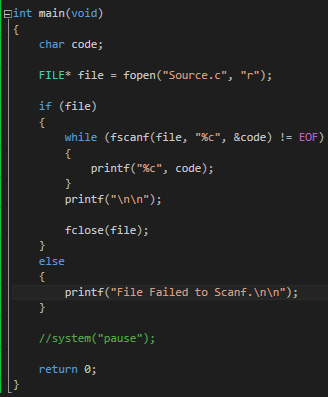 int main(void)
{
char code;
FILE* file = fopen("Source.c", "r");
if (file)
{
while (fscanf(file, "%c", &code) != EOF)
{
printf("%c", code);
}
printf("\n\n");
fclose(file);
}
else
{
printf("File Failed to Scanf.\n\n");
}
//system("pause");
return 0;
}